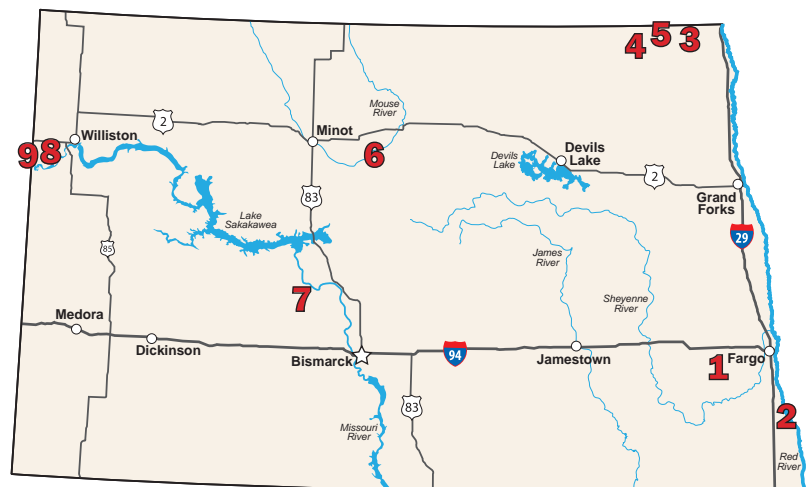 4
5
3
Mouse
River
2
Williston
Minot
9
8
6
Devils
Lake
Devils
Lake
2
83
Grand
Forks
Lake
Sakakawea
29
85
James
River
7
Sheyenne
River
Medora
Dickinson
Bismarck
94
Jamestown
1
Fargo
83
2
Missouri
River
Red
River